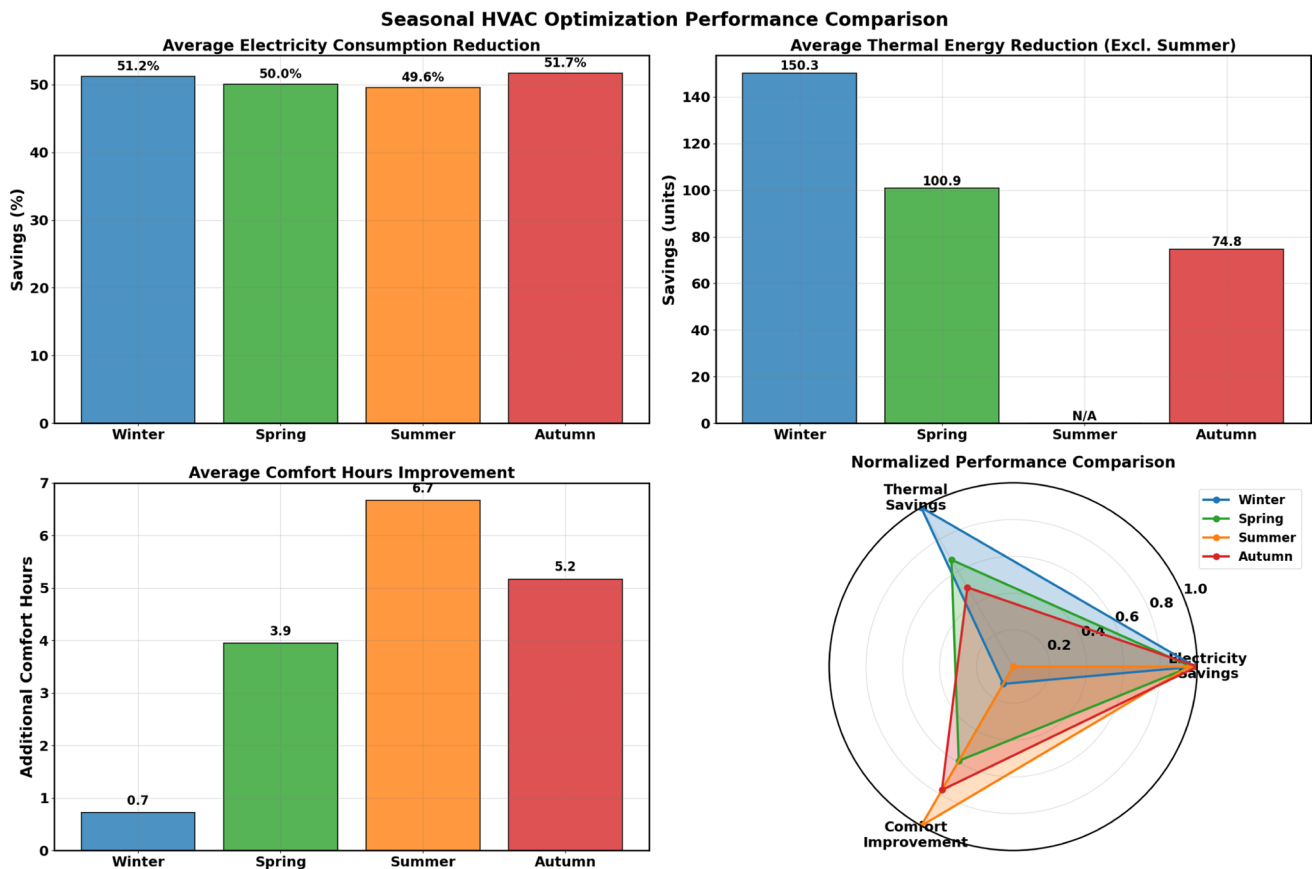 Seasonal HVAC Optimization Performance Comparison
Average Electricity Consumption Reduction
Savings (%)
50
40
30
20
10
0
51.2%
50.0%
49.6%
51.7%
Winter
Spring
Summer
Autumn
Average Thermal Energy Reduction (Excl. Summer)
Savings (units)
140
120
100
80
60
40
20
0
150.3
100.9
N/A
74.8
Winter
Spring
Summer
Autumn
Average Comfort Hours Improvement
Additional Comfort Hours
7
6
5
4
3
2
1
0
0.7
3.9
6.7
5.2
Winter
Spring
Summer
Autumn
Normalized Performance Comparison
Thermal
Savings
Electricity
Savings
Comfort
Improvement
0.2
0.4
0.6
0.8
1.0
Winter
Spring
Summer
Autumn